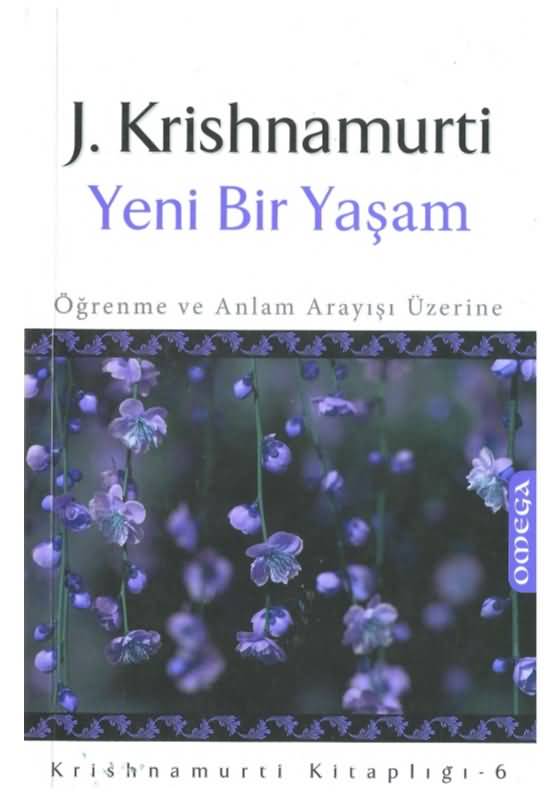 J. Krishnamurti
Yeni Bir Yaşam
Öğrenme ve Anlam Arayışı Üzerine
OMEGA
Krishnamurti Kitaplığı-6